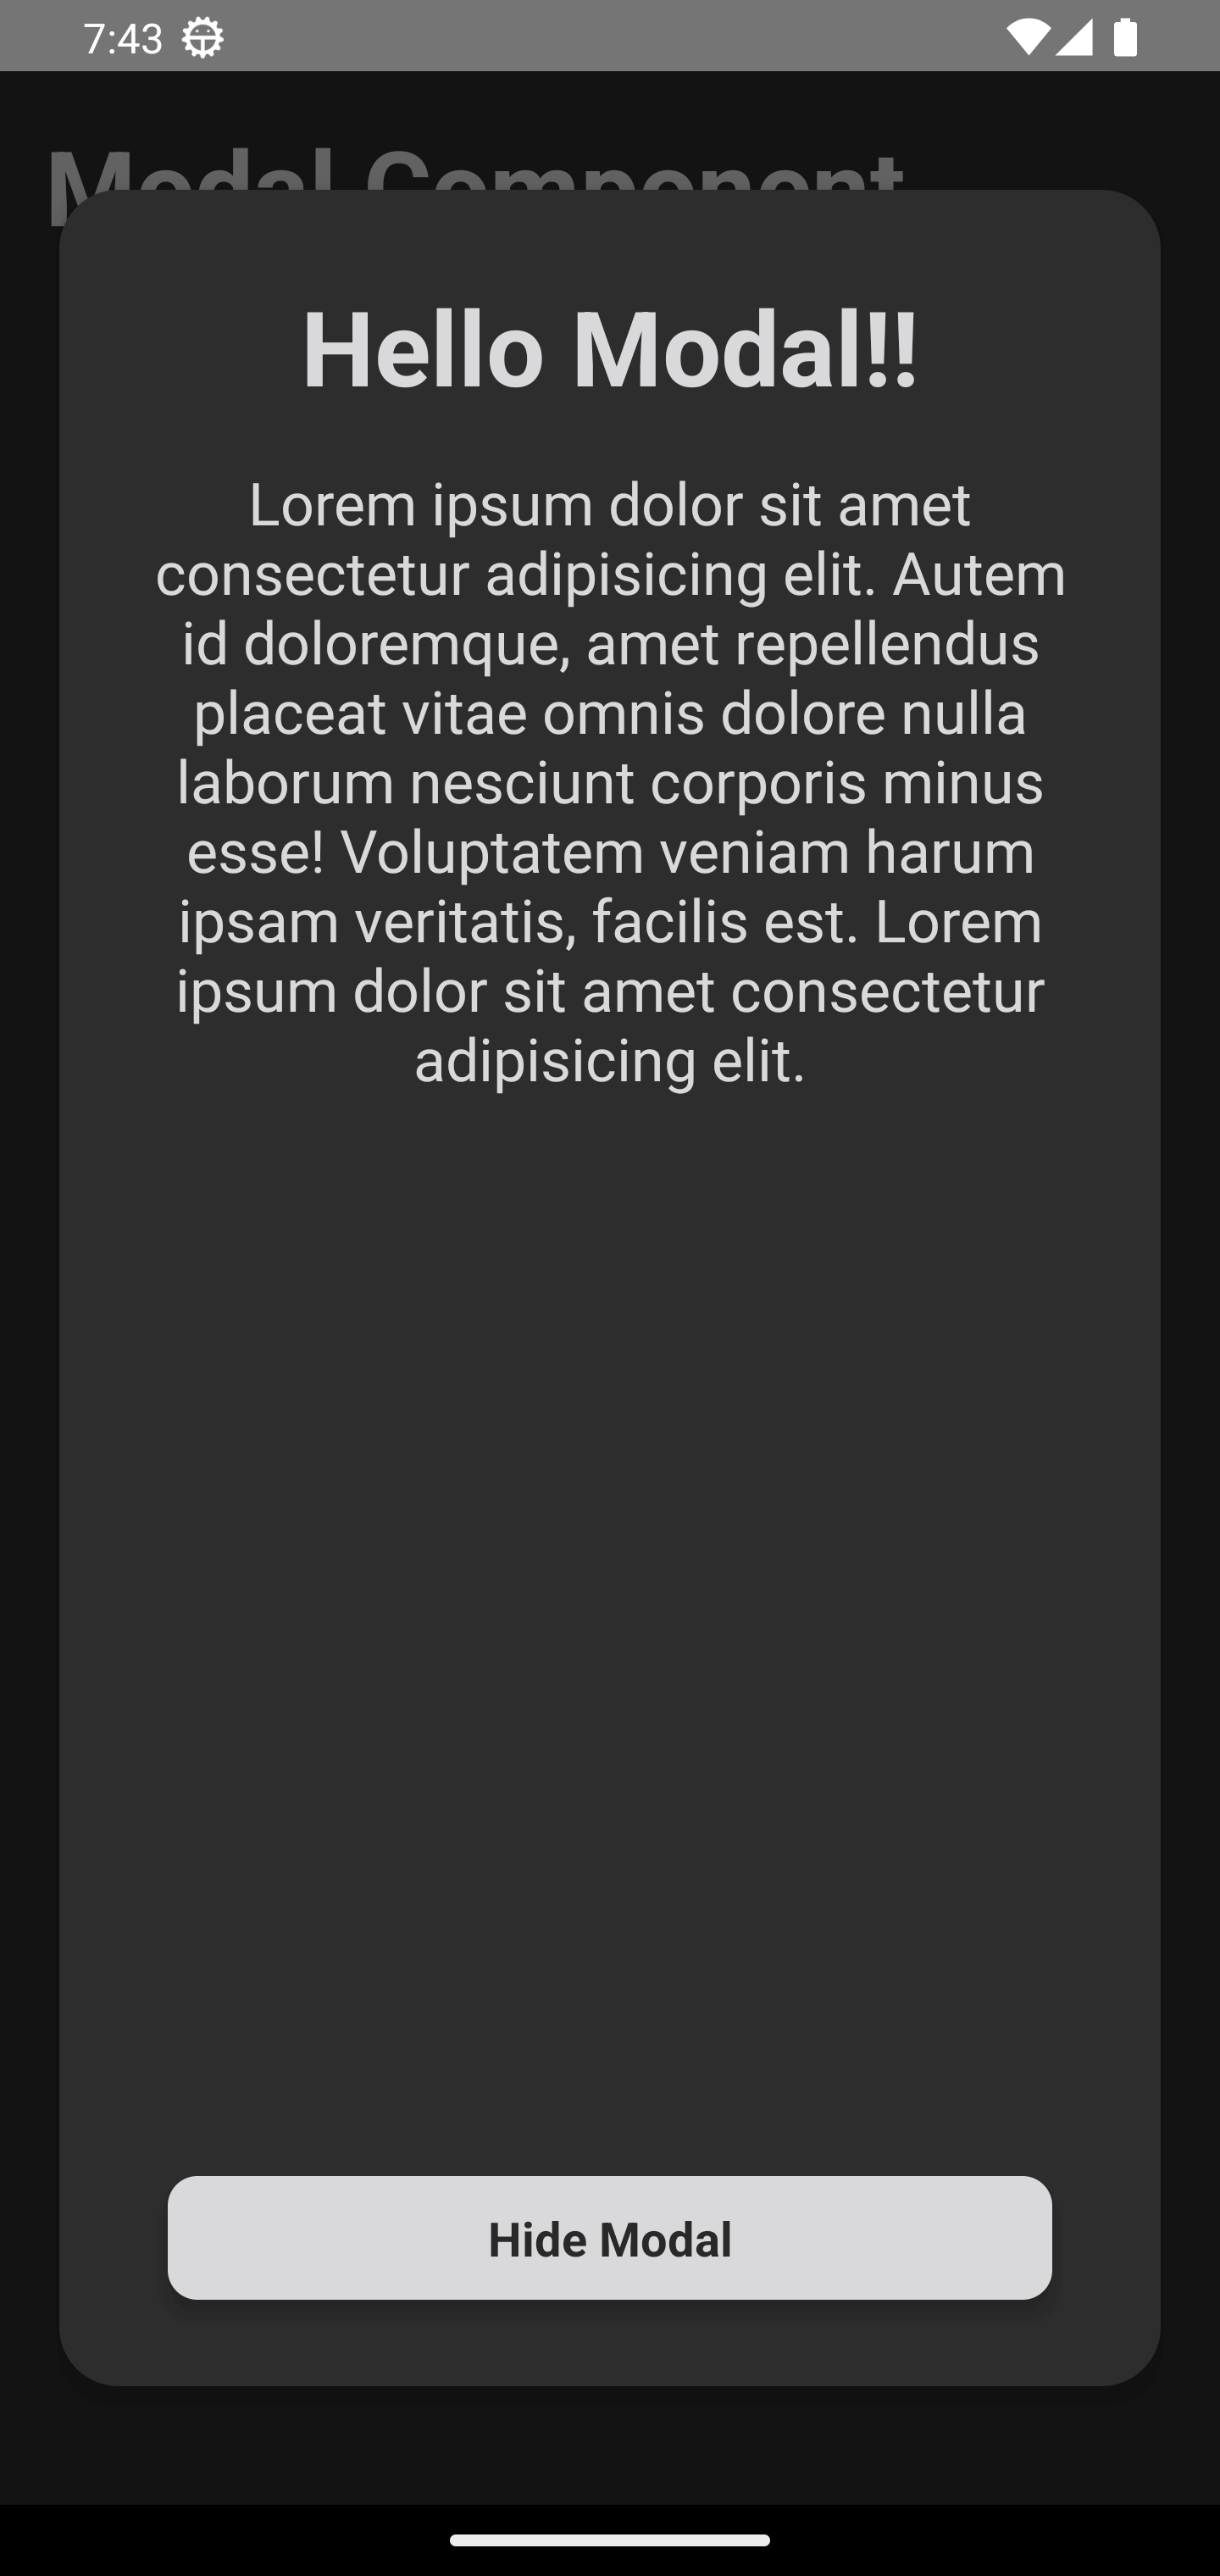 7:43
Modal Component
Hello Modal!!
Lorem ipsum dolor sit amet
consectetur adipisicing elit. Autem
id doloremque, amet repellendus
placeat vitae omnis dolore nulla
laborum nesciunt corporis minus
esse! Voluptatem veniam harum
ipsam veritatis, facilis est. Lorem
ipsum dolor sit amet consectetur
adipisicing elit.
Hide Modal